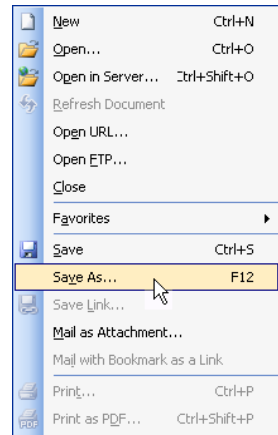 New Ctrl+N
Open... Ctrl+O
Open in Server... Ctrl+Shift+O
Refresh Document
Open URL...
Open FTP...
Close
Favorites
Save Ctrl+S
Save As... F12
Save Link...
Mail as Attachment...
Mail with Bookmark as a Link
Print... Ctrl+P
Print as PDF... Ctrl+Shift+P